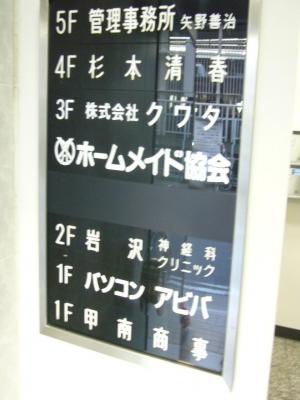 5F 管理事務所 矢野善治
4F 杉本清春
3F 株式会社 クワタ
ホームメイド協会
2F 岩沢 神経科クリニック
1F パソコン アビバ
1F 甲南商事